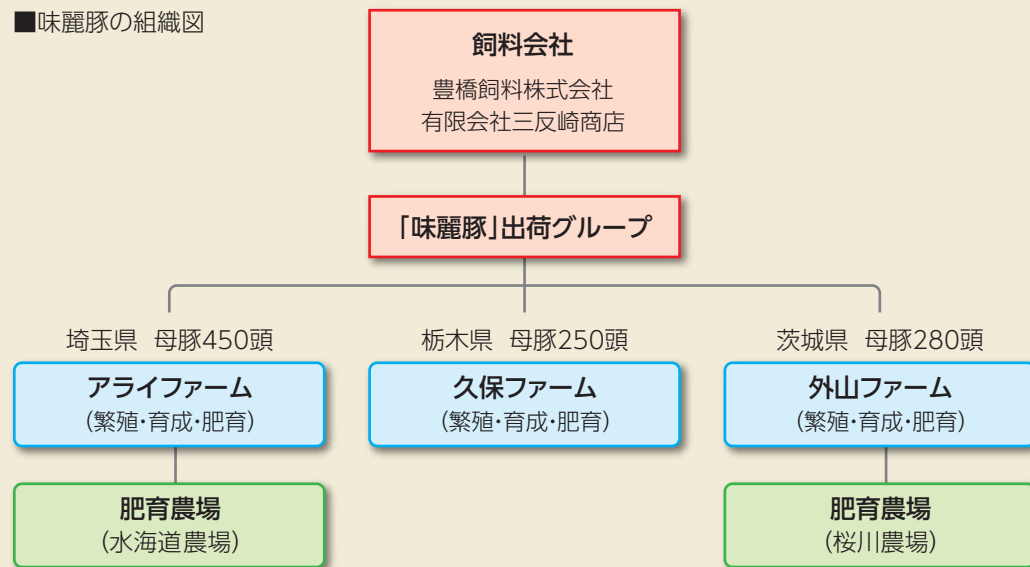 ■味麗豚の組織図
飼料会社
豊橋飼料株式会社
有限会社三反崎商店
「味麗豚」出荷グループ
埼玉県 母豚450頭
栃木県 母豚250頭
茨城県 母豚280頭
アライファーム
(繁殖・育成・肥育)
久保ファーム
(繁殖・育成・肥育)
外山ファーム
(繁殖・育成・肥育)
肥育農場
(水海道農場)
肥育農場
(桜川農場)